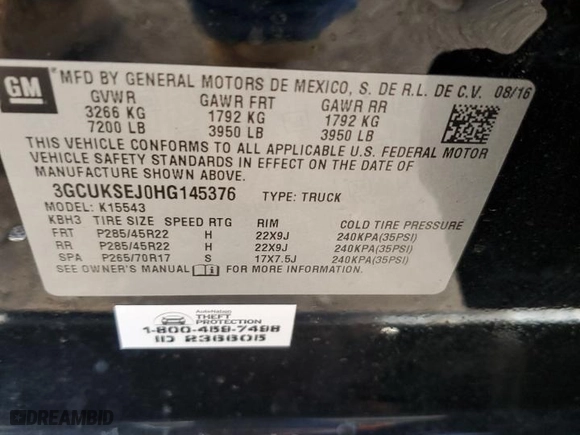 GM
MFD BY GENERAL MOTORS DE MEXICO, S. DE R.L. DE C.V. 08/16
GVWR GAWR FRT GAWR RR
3266 KG 1792 KG 1792 KG
7200 LB 3950 LB 3950 LB
THIS VEHICLE CONFORMS TO ALL APPLICABLE U.S. FEDERAL MOTOR
VEHICLE SAFETY STANDARDS IN EFFECT ON THE DATE OF
MANUFACTURE SHOWN ABOVE.
3GCUKSEJ0HG145376 TYPE: TRUCK
MODEL: K15543
KBH3 TIRE SIZE SPEED RTG RIM COLD TIRE PRESSURE
FRT P285/45R22 H 22X9J 240KPA(35PSI)
RR P285/45R22 H 22X9J 240KPA(35PSI)
SPA P265/70R17 S 17X7.5J 240KPA(35PSI)
SEE OWNER'S MANUAL FOR MORE INFORMATION.
THEFT
PROTECTION
1-800-459-7498
ID 236605
DREAMBID